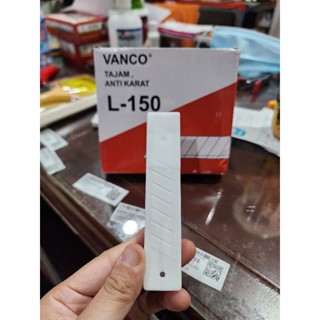 VANCO®
TAJAM,
ANTI KARAT
L-150